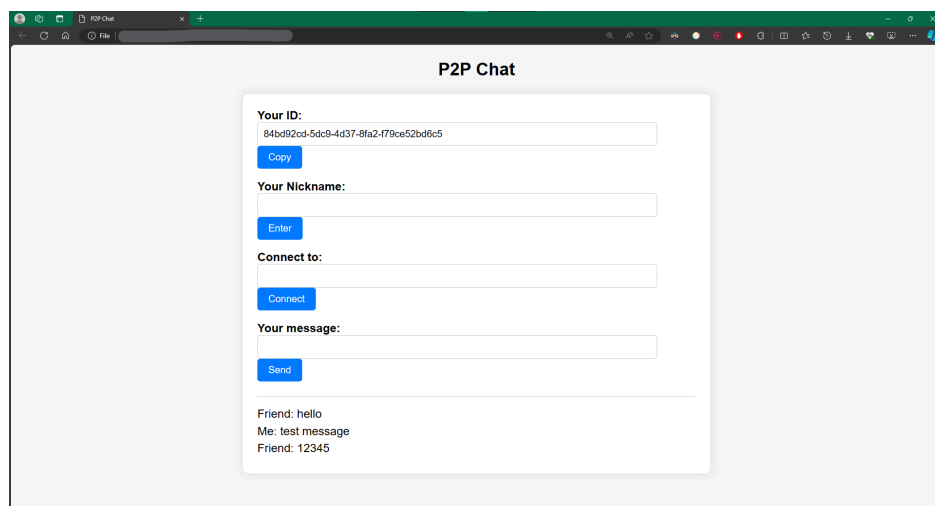 P2P Chat
File
P2P Chat
Your ID:
84bd92cd-5dc9-4d37-8fa2-f79ce52bd6c5
Copy
Your Nickname:
Enter
Connect to:
Connect
Your message:
Send
Friend: hello
Me: test message
Friend: 12345